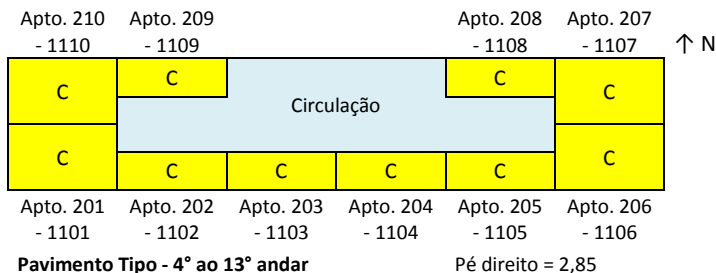 Apto. 210 Apto. 209 Apto. 208 Apto. 207
- 1110 - 1109 - 1108 - 1107 ↑ N
C C C C
Circulação
C C C C C C
Apto. 201 Apto. 202 Apto. 203 Apto. 204 Apto. 205 Apto. 206
- 1101 - 1102 - 1103 - 1104 - 1105 - 1106
Pavimento Tipo - 4° ao 13° andar Pé direito = 2,85